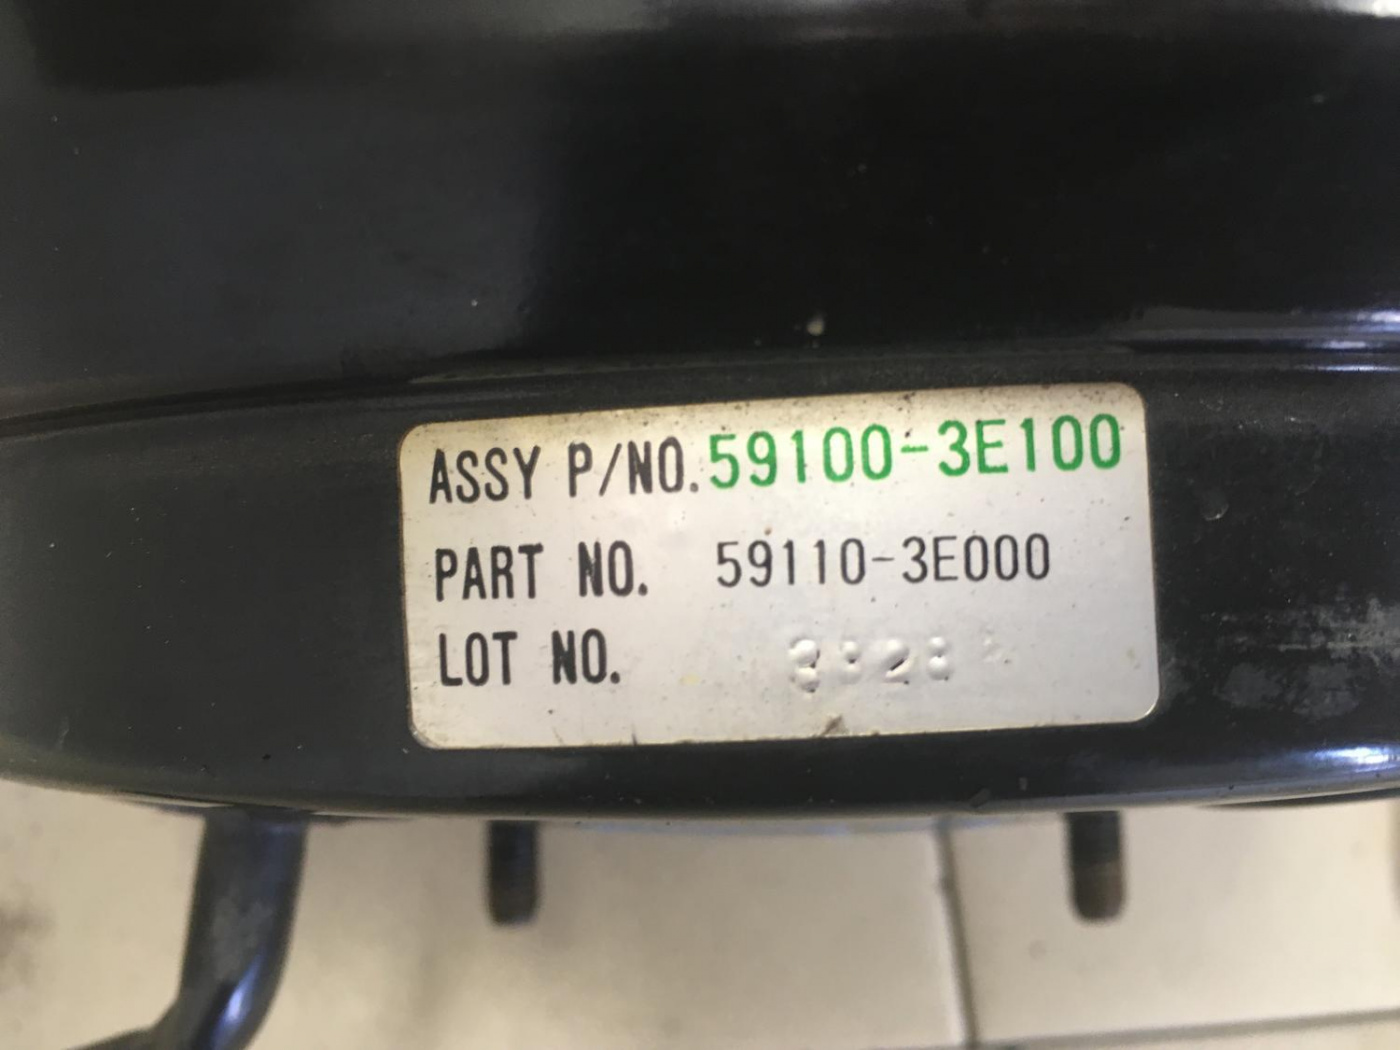 ASSY P/NO. 59100-3E100
PART NO. 59110-3E000
LOT NO.